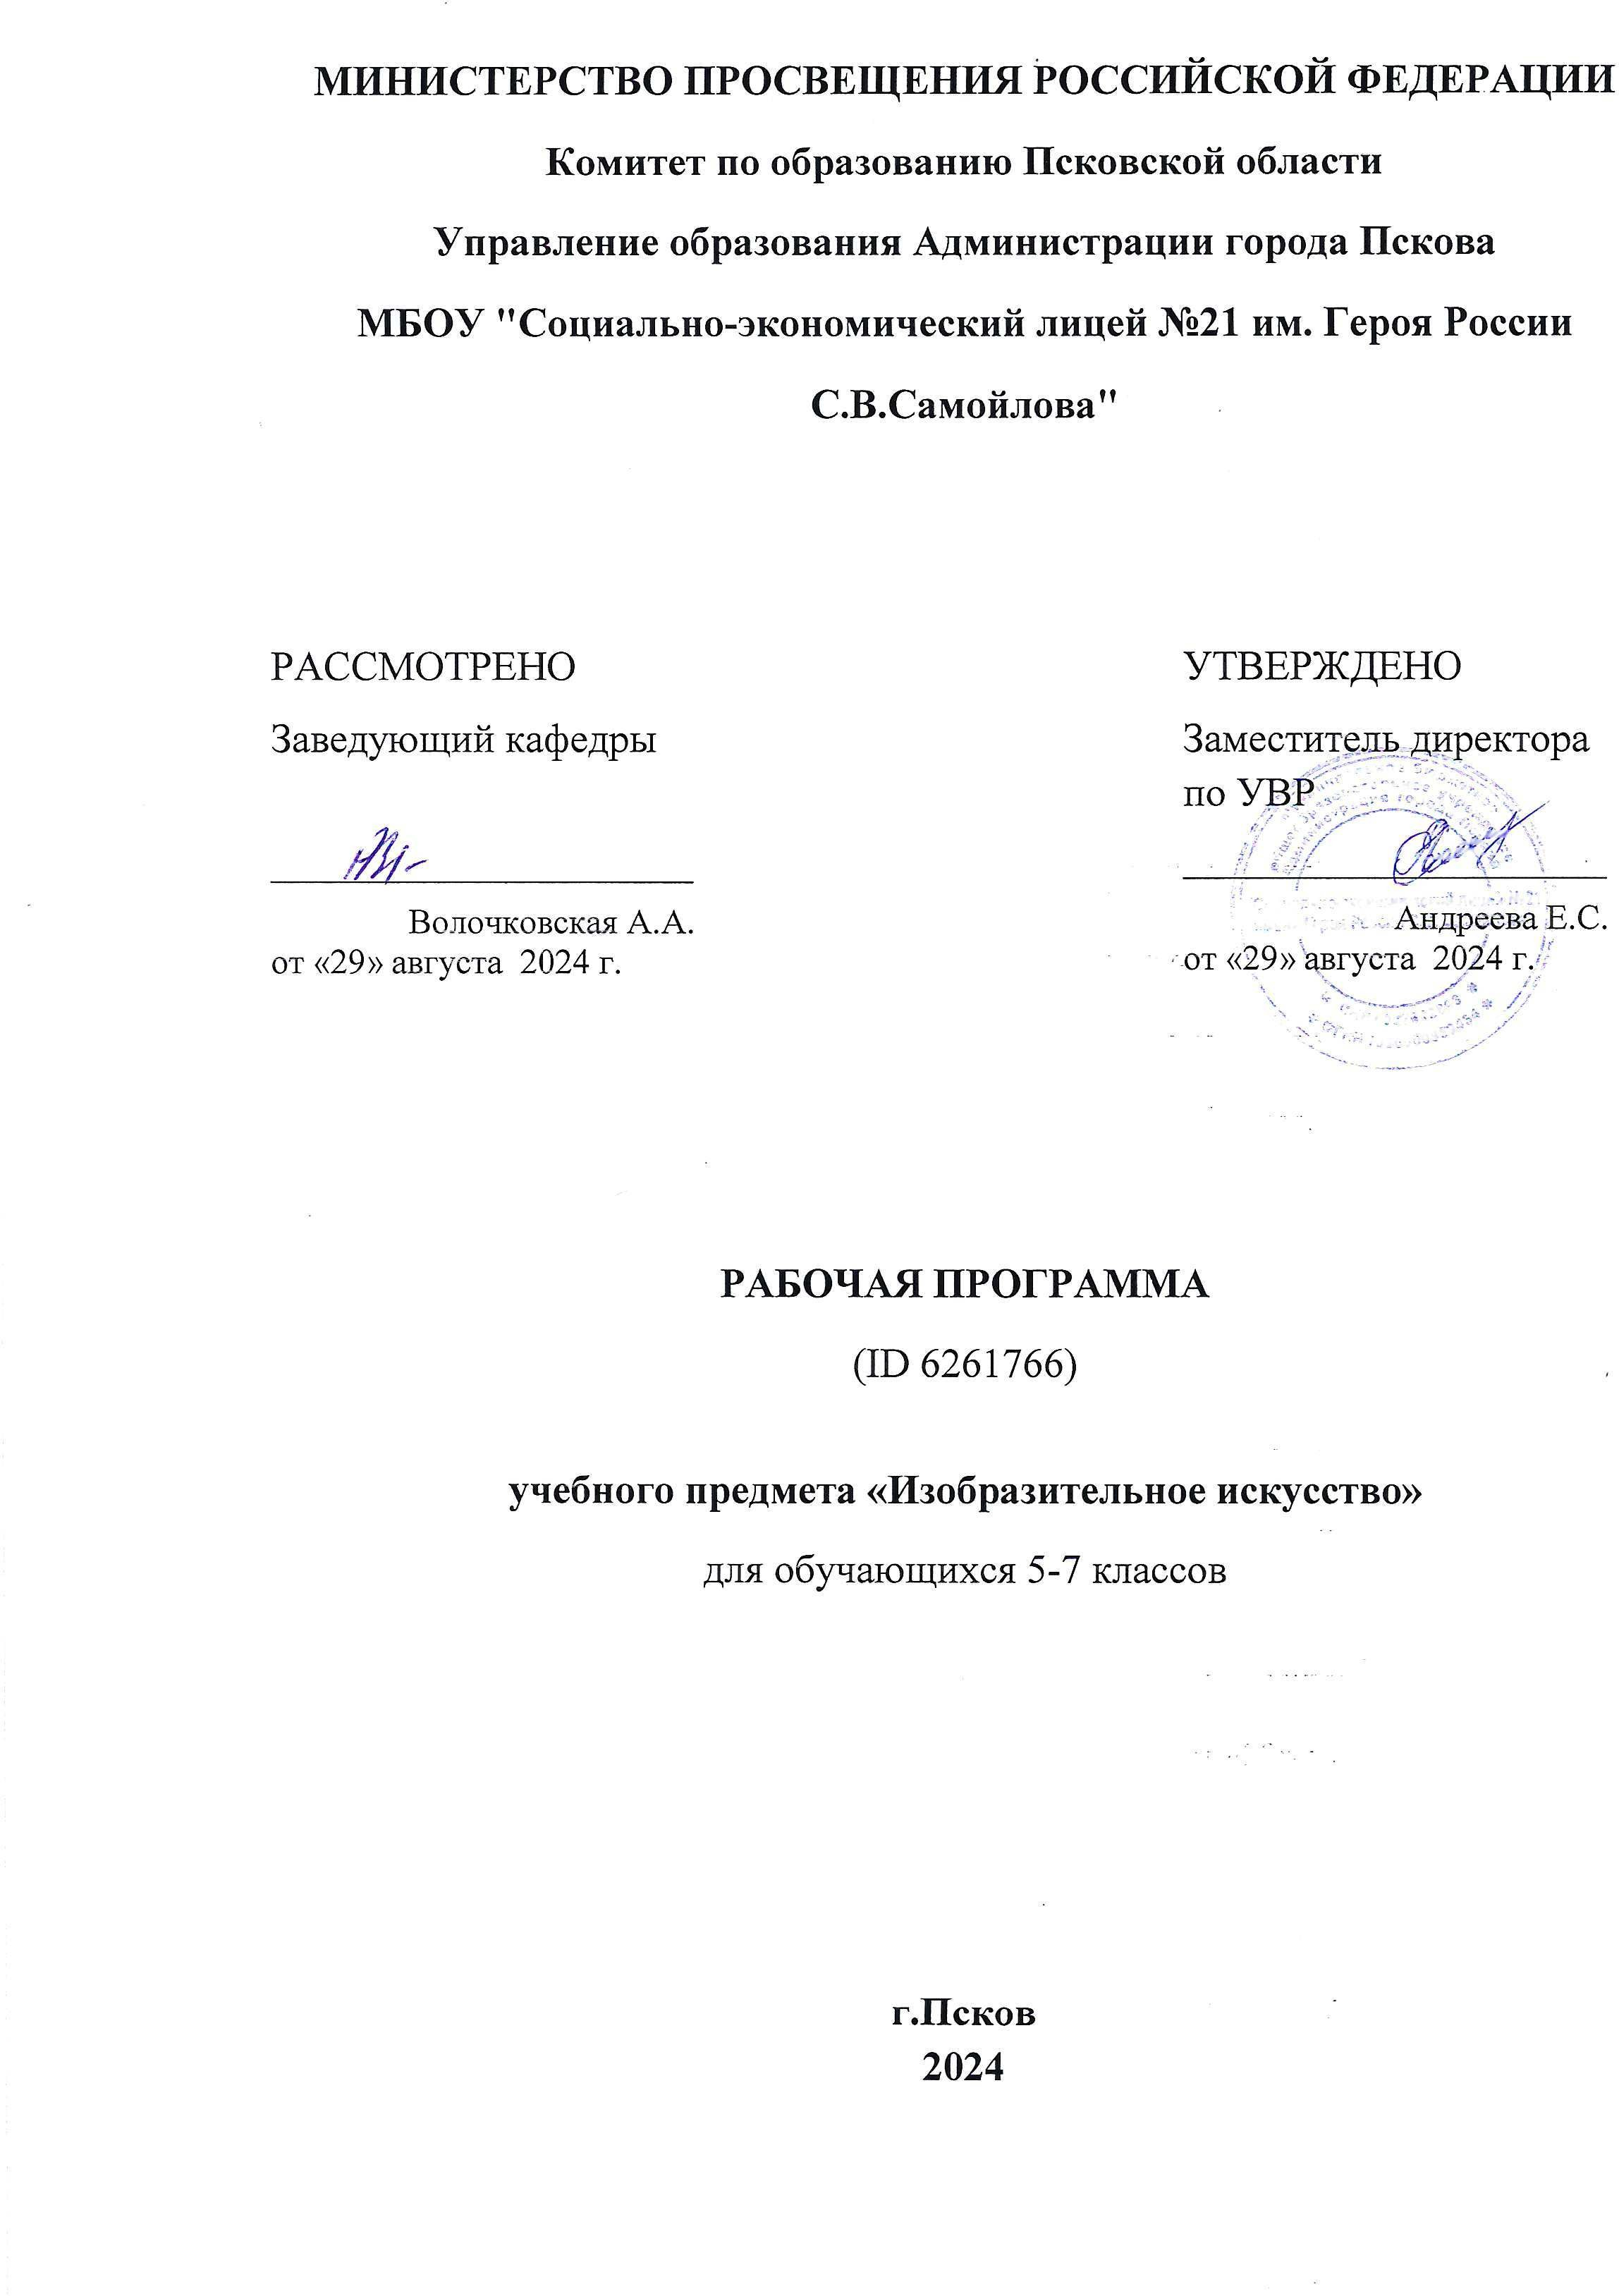 МИНИСТЕРСТВО ПРОСВЕЩЕНИЯ РОССИЙСКОЙ ФЕДЕРАЦИИ
Комитет по образованию Псковской области
Управление образования Администрации города Пскова
МБОУ "Социально-экономический лицей №21 им. Героя России
С.В.Самойлова"
РАССМОТРЕНО
Заведующий кафедры
Волочковская А.А.
от «29» августа 2024 г.
УТВЕРЖДЕНО
Заместитель директора
по УВР
Андреева Е.С.
от «29» августа 2024 г.
РАБОЧАЯ ПРОГРАММА
(ID 6261766)
учебного предмета «Изобразительное искусство»
для обучающихся 5-7 классов
г.Псков
2024